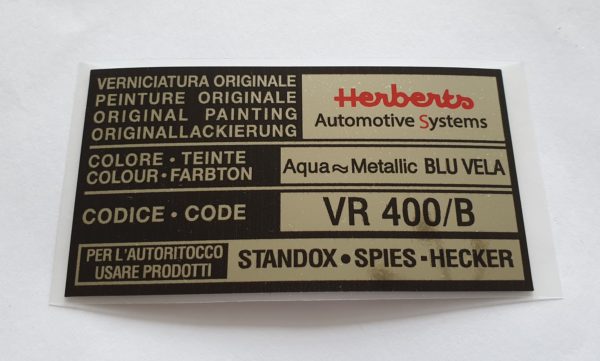 VERNICIATURA ORIGINALE
PEINTURE ORIGINALE
ORIGINAL PAINTING
ORIGINALLACKIERUNG
Herberts
Automotive Systems
COLORE • TEINTE
COLOUR • FARBTON
Aqua≈Metallic BLU VELA
CODICE • CODE
VR 400/B
PER L'AUTORITOCCO
USARE PRODOTTI
STANDOX • SPIES - HECKER